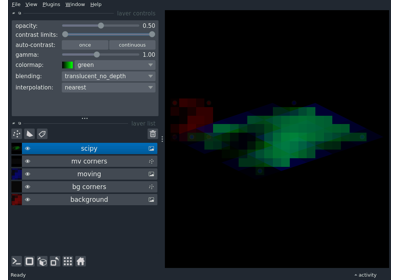 File View Plugins Window Help
layer controls
opacity: 0.50
contrast limits:
auto-contrast: once continuous
gamma: 1.00
colormap: green
blending: translucent_no_depth
interpolation: nearest
layer list
scipy
mv corners
moving
bg corners
background
Ready
activity